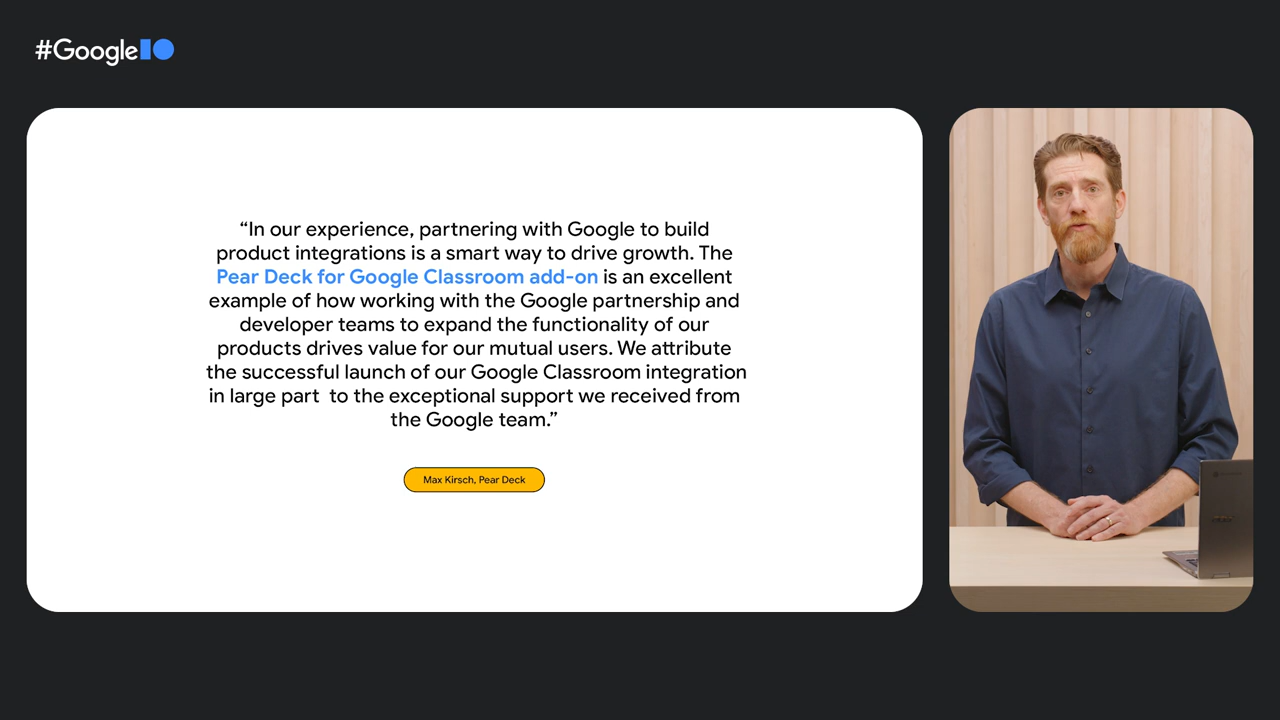 #Google IO
“In our experience, partnering with Google to build
product integrations is a smart way to drive growth. The
Pear Deck for Google Classroom add-on is an excellent
example of how working with the Google partnership and
developer teams to expand the functionality of our
products drives value for our mutual users. We attribute
the successful launch of our Google Classroom integration
in large part  to the exceptional support we received from
the Google team.”
Max Kirsch, Pear Deck